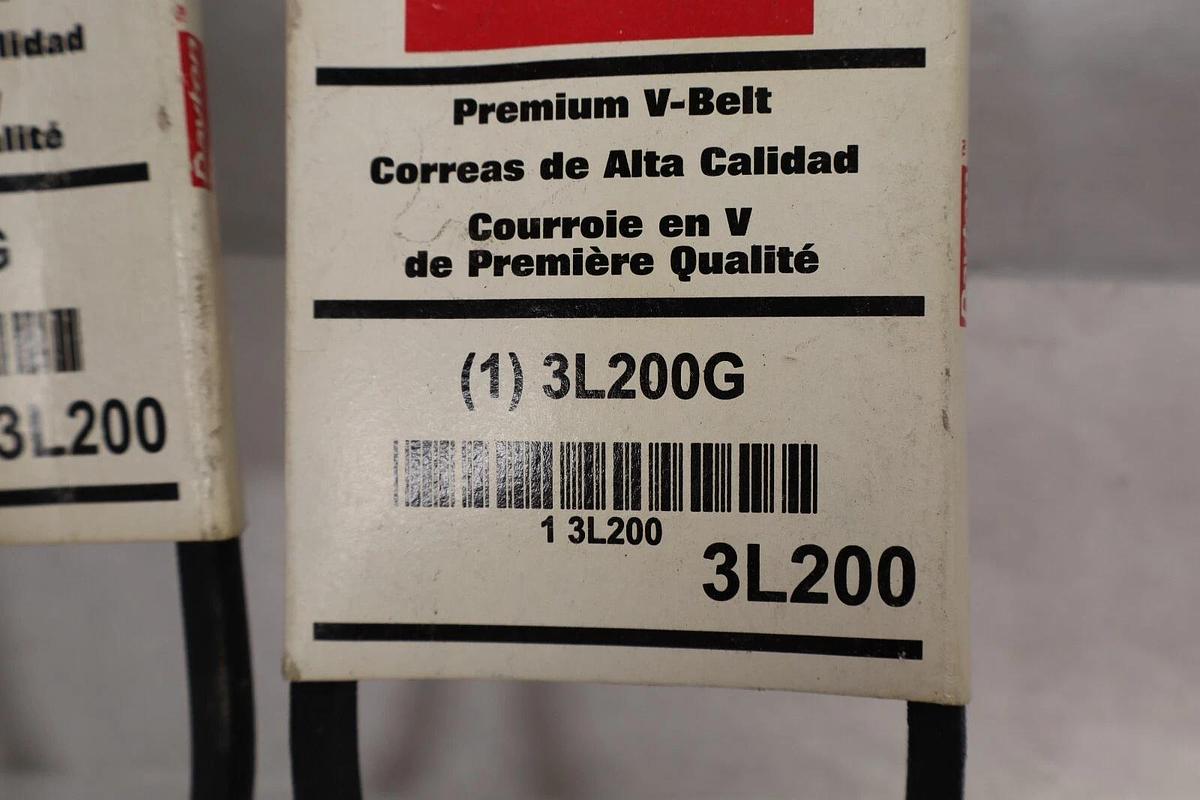 lidad
lité
3L200
Dayton
Premium V-Belt
Correas de Alta Calidad
Courroie en V
de Première Qualité
(1) 3L200G
1 3L200
3L200